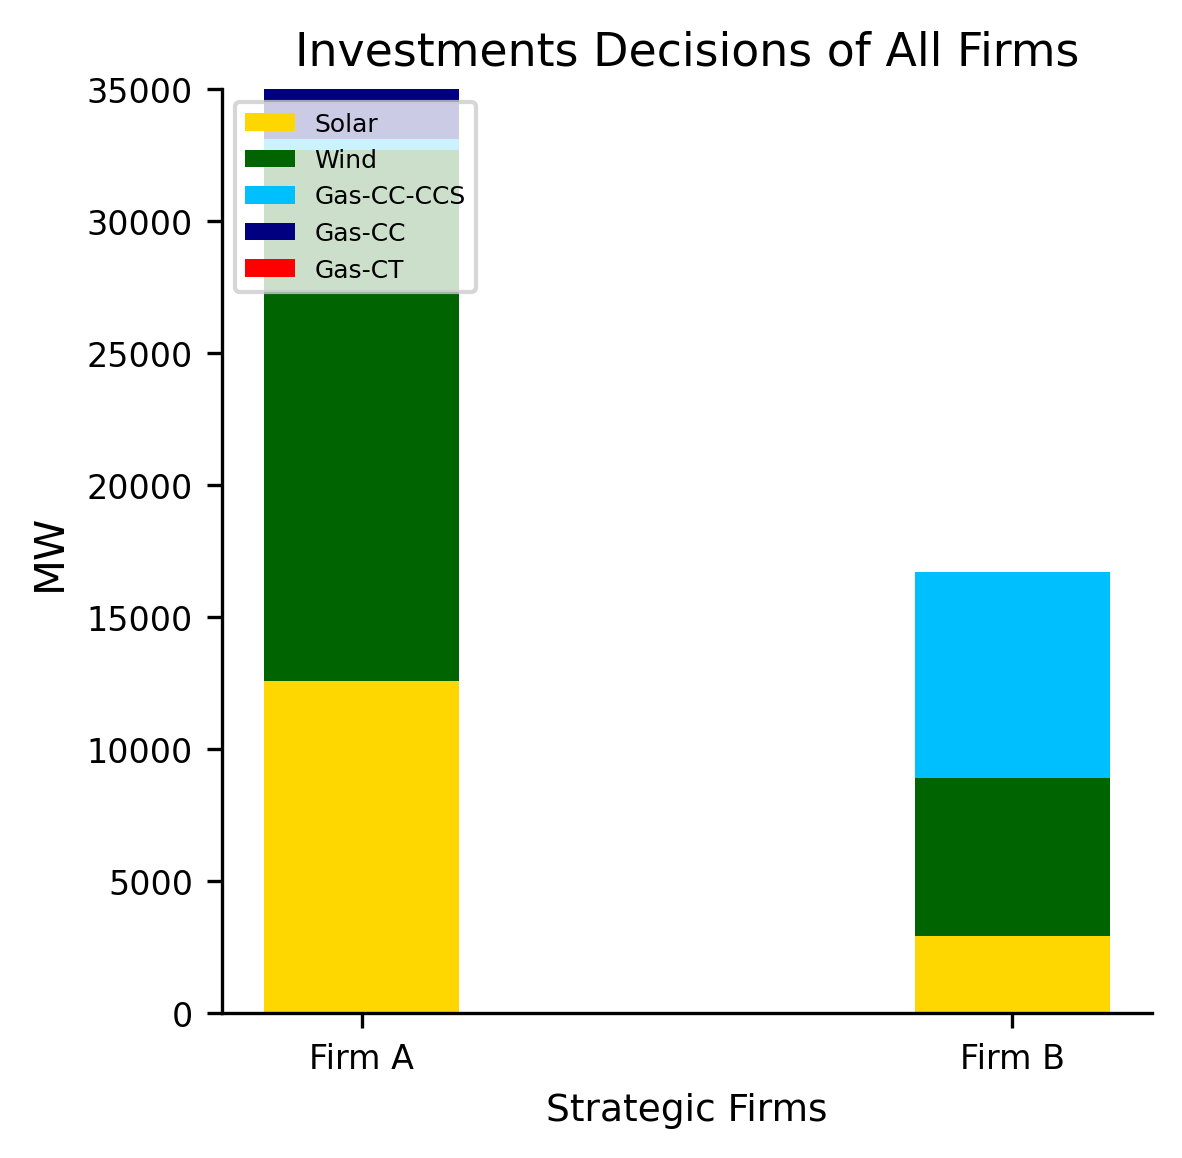 Investments Decisions of All Firms
35000
30000
25000
20000
15000
10000
5000
0
MW
Solar
Wind
Gas-CC-CCS
Gas-CC
Gas-CT
Firm A
Firm B
Strategic Firms